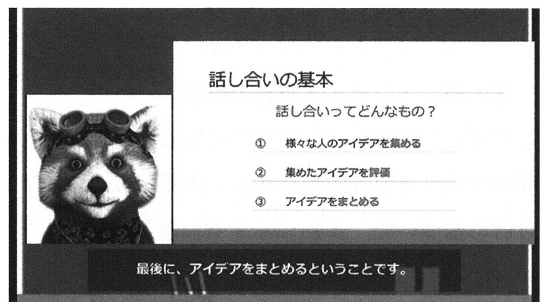 話し合いの基本
話し合いってどんなもの？
① 様々な人のアイデアを集める
② 集めたアイデアを評価
③ アイデアをまとめる
最後に、アイデアをまとめるということです。